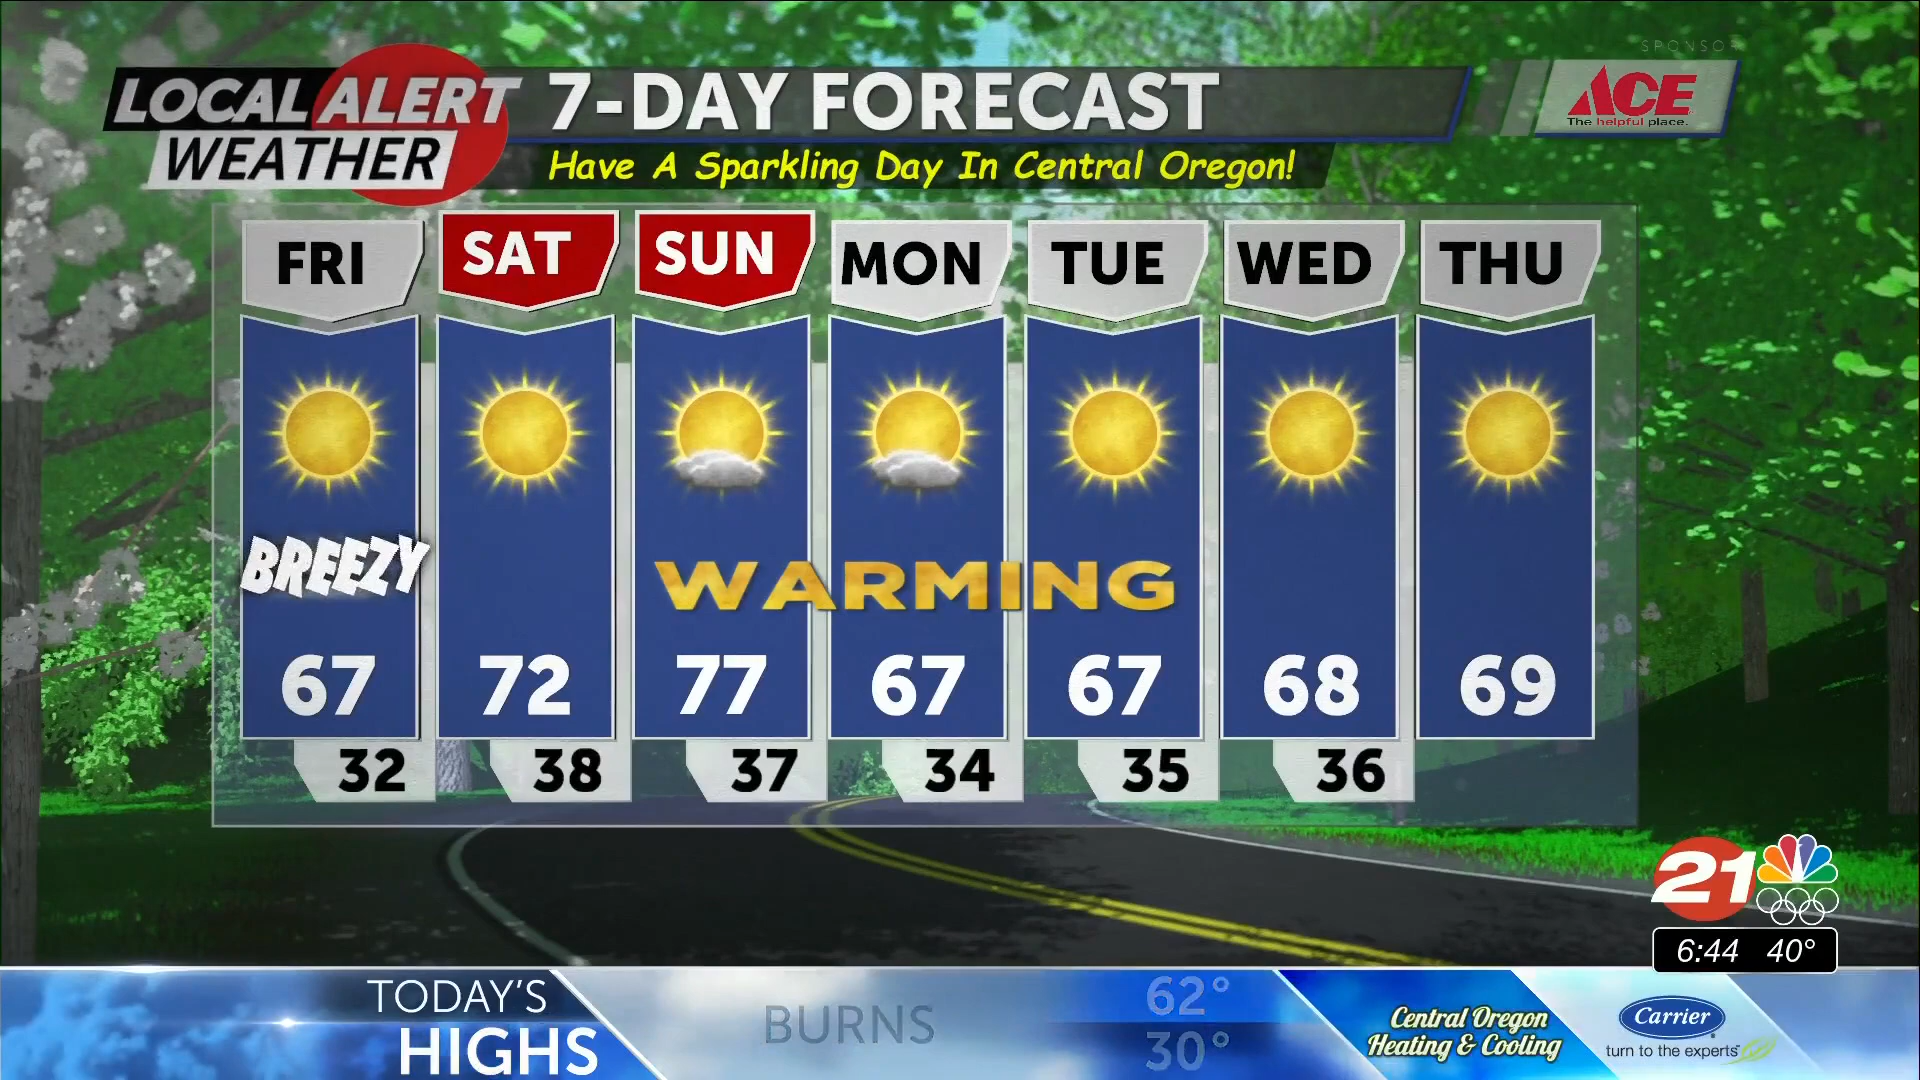 SPONSOR
LOCAL ALERT
WEATHER
7-DAY FORECAST
Have A Sparkling Day In Central Oregon!
ACE
The helpful place.
FRI SAT SUN MON TUE WED THU
BREEZY
WARMING
67 72 77 67 67 68 69
32 38 37 34 35 36
21
6:44 40°
TODAY'S
HIGHS
BURNS
62°
30°
Central Oregon
Heating & Cooling
Carrier
turn to the experts